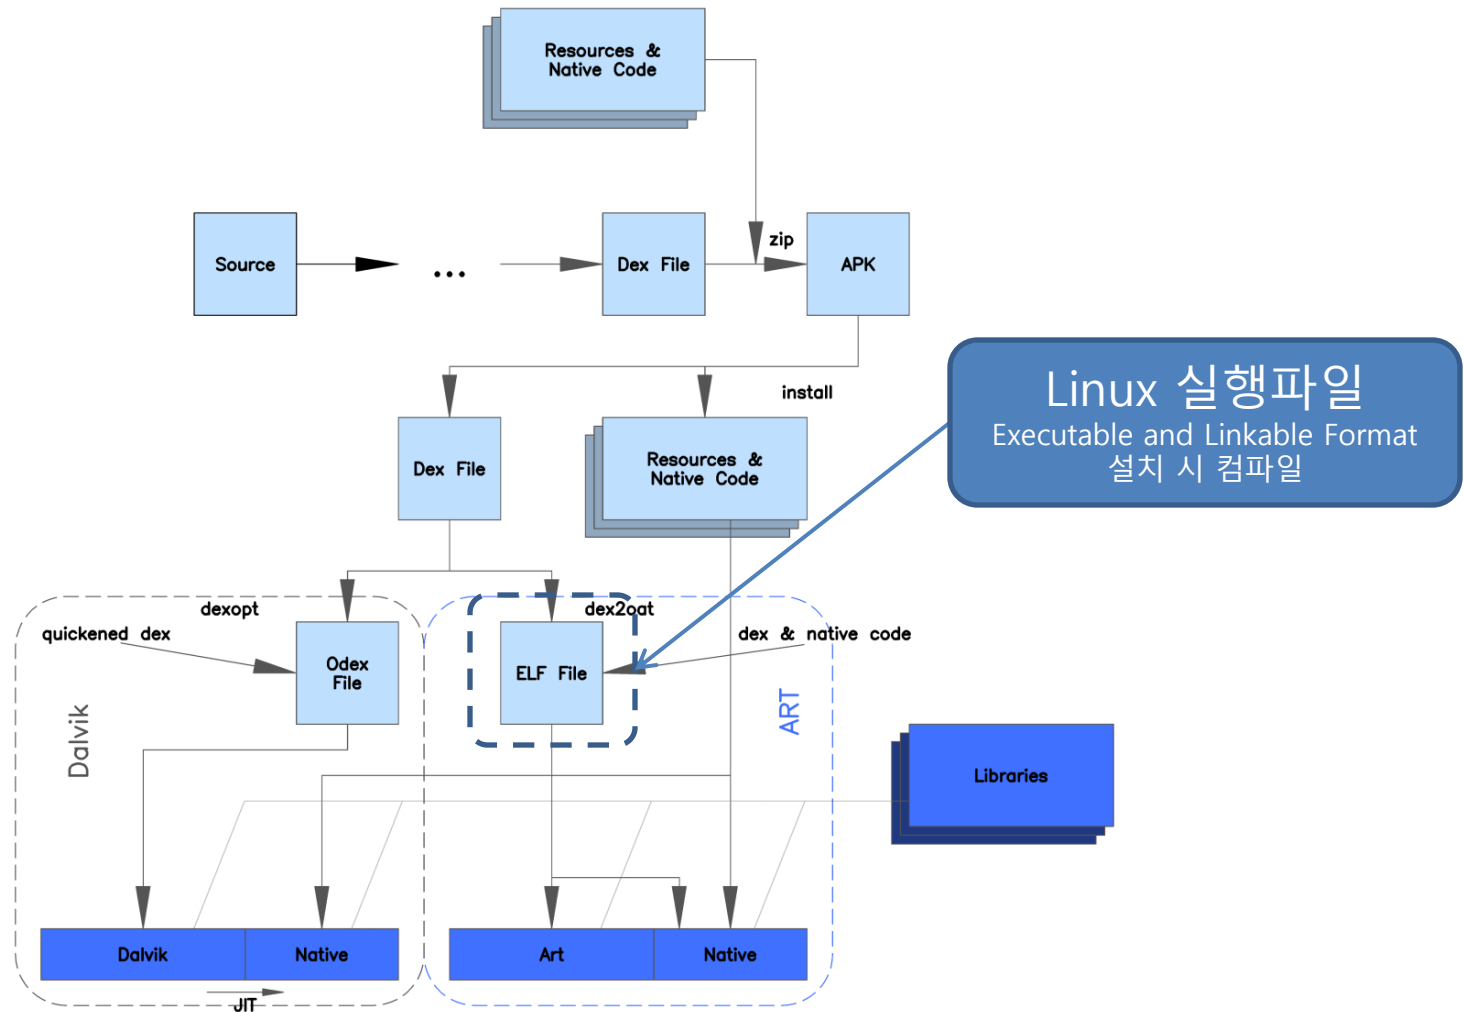 Resources &
Native Code
Source
...
Dex File
zip
APK
install
Linux 실행파일
Executable and Linkable Format
설치 시 컴파일
Dex File
Resources &
Native Code
dexopt
dex2oat
quickened dex
dex & native code
Odex
File
ELF File
Dalvik
ART
Libraries
Dalvik
Native
Art
Native
JIT